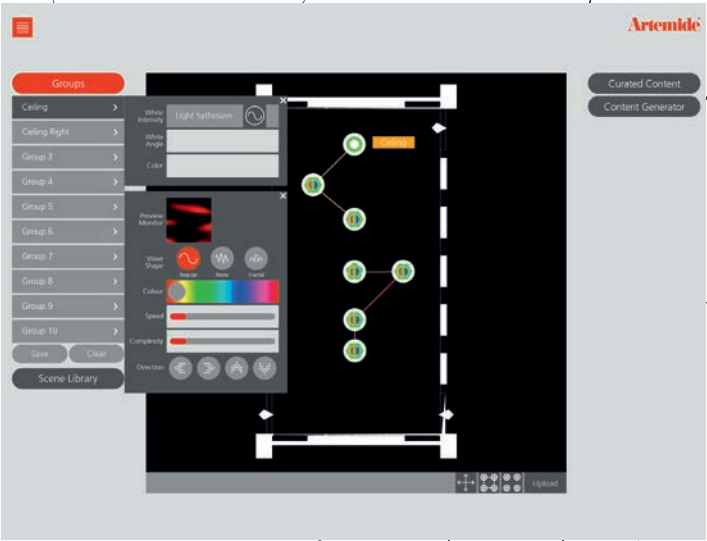 Artemide
Groups
Curated Content
Content Generator
Ceiling
Ceiling Right
Group 3
Group 4
Group 5
Group 6
Group 7
Group 8
Group 9
Group 10
Save
Clear
Scene Library
White
Intensity
Light Sythesizer
White
Angle
Color
Preview
Monitor
Wave
Shape
Regular
Noise
Fractal
Colour
Speed
Complexity
Direction
Ceiling
Upload